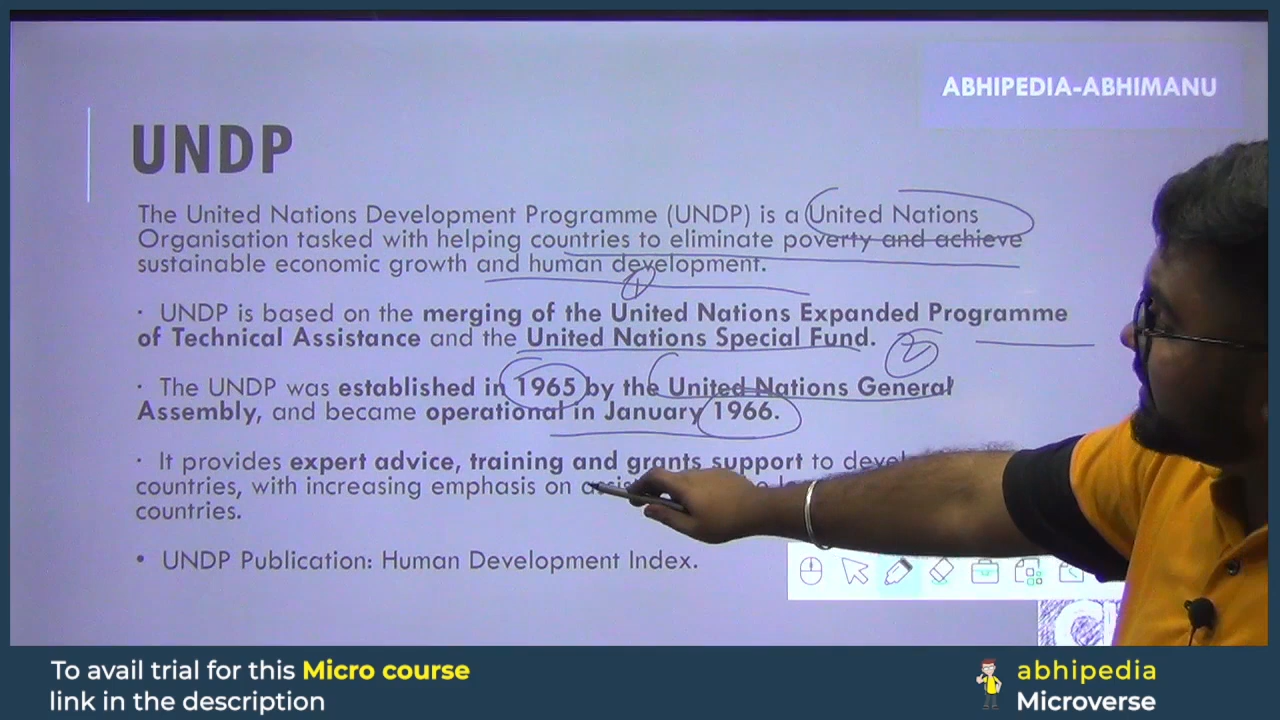 ABHIPEDIA-ABHIMANU
UNDP
The United Nations Development Programme (UNDP) is a United Nations
Organisation tasked with helping countries to eliminate poverty and achieve
sustainable economic growth and human development.
1
· UNDP is based on the merging of the United Nations Expanded Programme
of Technical Assistance and the United Nations Special Fund.
2
· The UNDP was established in 1965 by the United Nations General
Assembly, and became operational in January 1966.
· It provides expert advice, training and grants support to
countries, with increasing emphasis on
countries.
• UNDP Publication: Human Development Index.
To avail trial for this Micro course
link in the description
abhipedia
Microverse